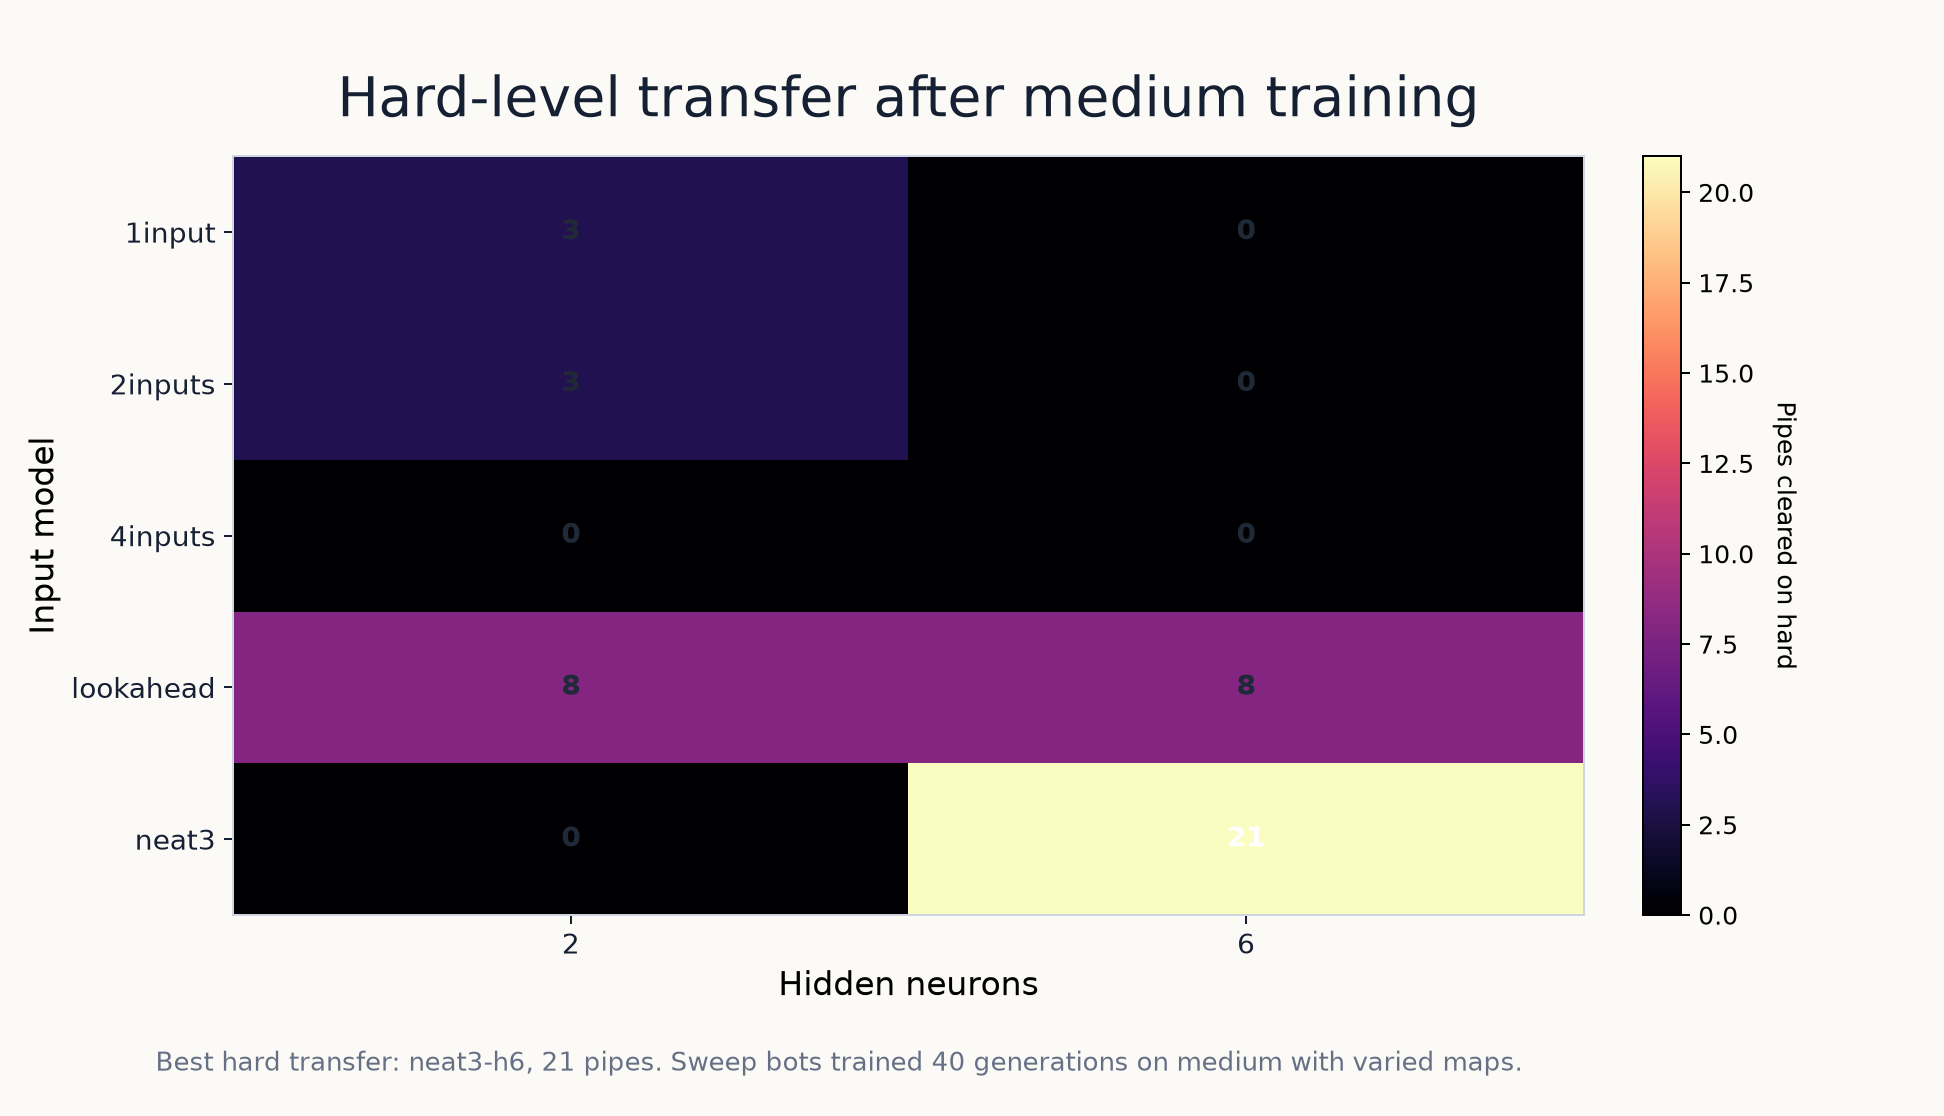 Hard-level transfer after medium training
Input model
1input
3
0
2inputs
3
0
4inputs
0
0
lookahead
8
8
neat3
0
21
2
6
Hidden neurons
20.0
17.5
15.0
12.5
10.0
7.5
5.0
2.5
0.0
Pipes cleared on hard
Best hard transfer: neat3-h6, 21 pipes. Sweep bots trained 40 generations on medium with varied maps.